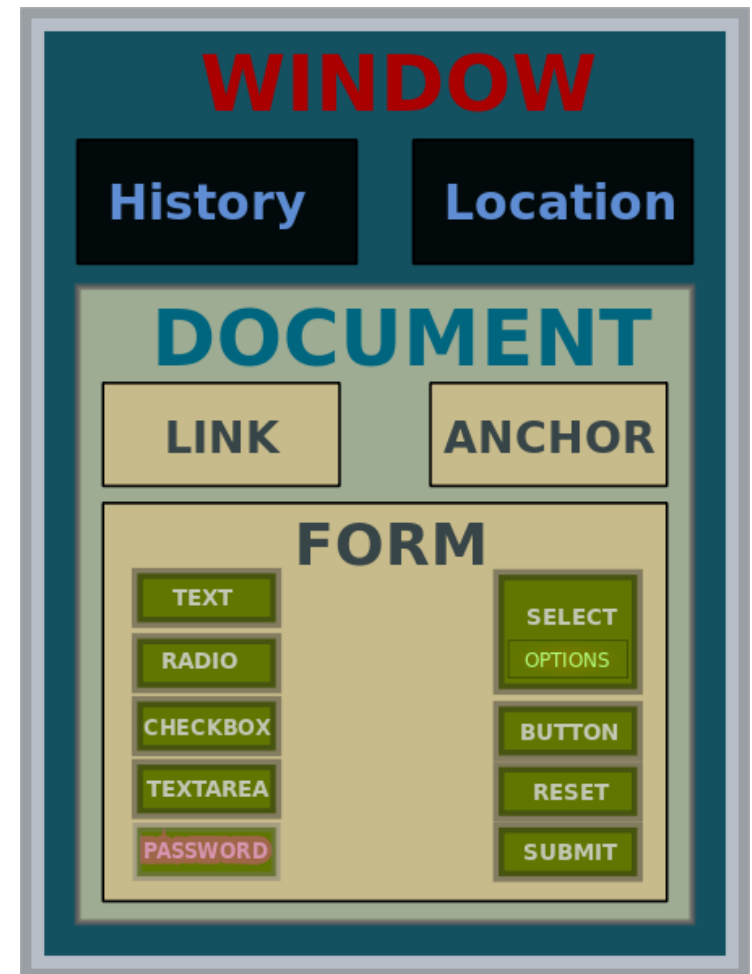 WINDOW
History
Location
DOCUMENT
LINK
ANCHOR
FORM
TEXT
RADIO
CHECKBOX
TEXTAREA
PASSWORD
SELECT
OPTIONS
BUTTON
RESET
SUBMIT